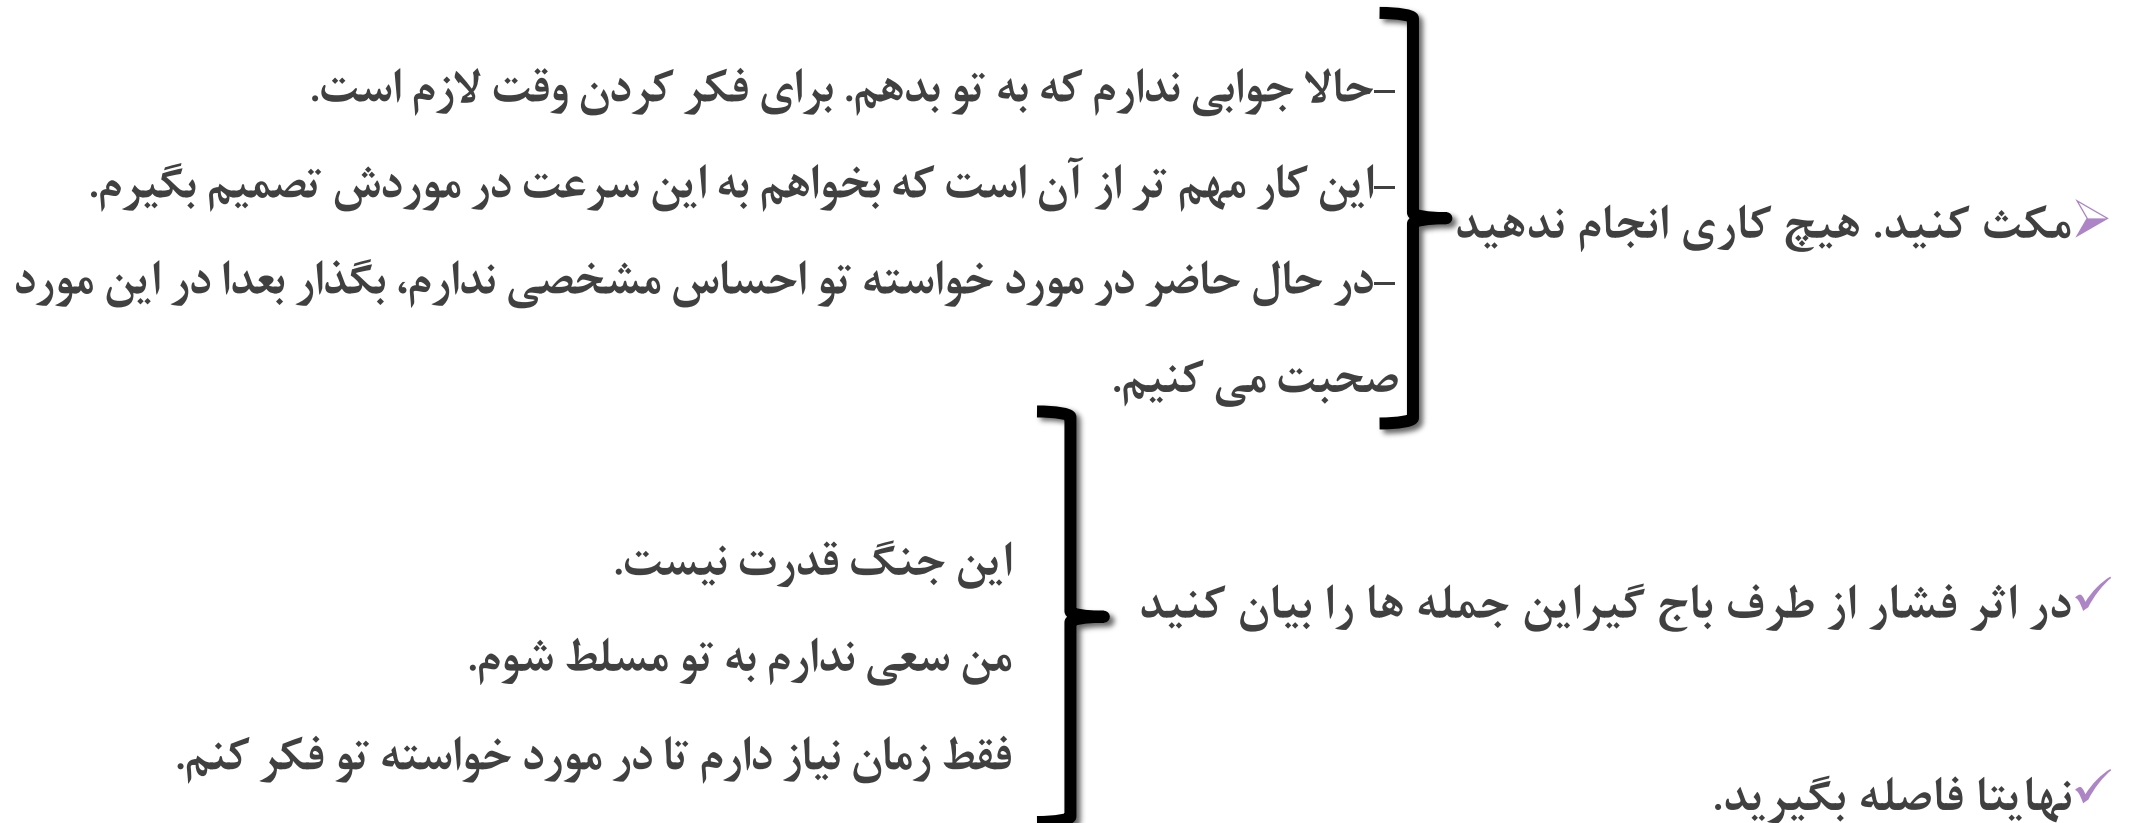 مکث کنید. هیچ کاری انجام ندهید
–حالا جوابی ندارم که به تو بدهم. برای فکر کردن وقت لازم است.
–این کار مهم تر از آن است که بخواهم به این سرعت در موردش تصمیم بگیرم.
–در حال حاضر در مورد خواسته تو احساس مشخصی ندارم، بگذار بعدا در این مورد
صحبت می کنیم.
در اثر فشار از طرف باج گیراین جمله ها را بیان کنید
این جنگ قدرت نیست.
من سعی ندارم به تو مسلط شوم.
فقط زمان نیاز دارم تا در مورد خواسته تو فکر کنم.
نهایتا فاصله بگیرید.